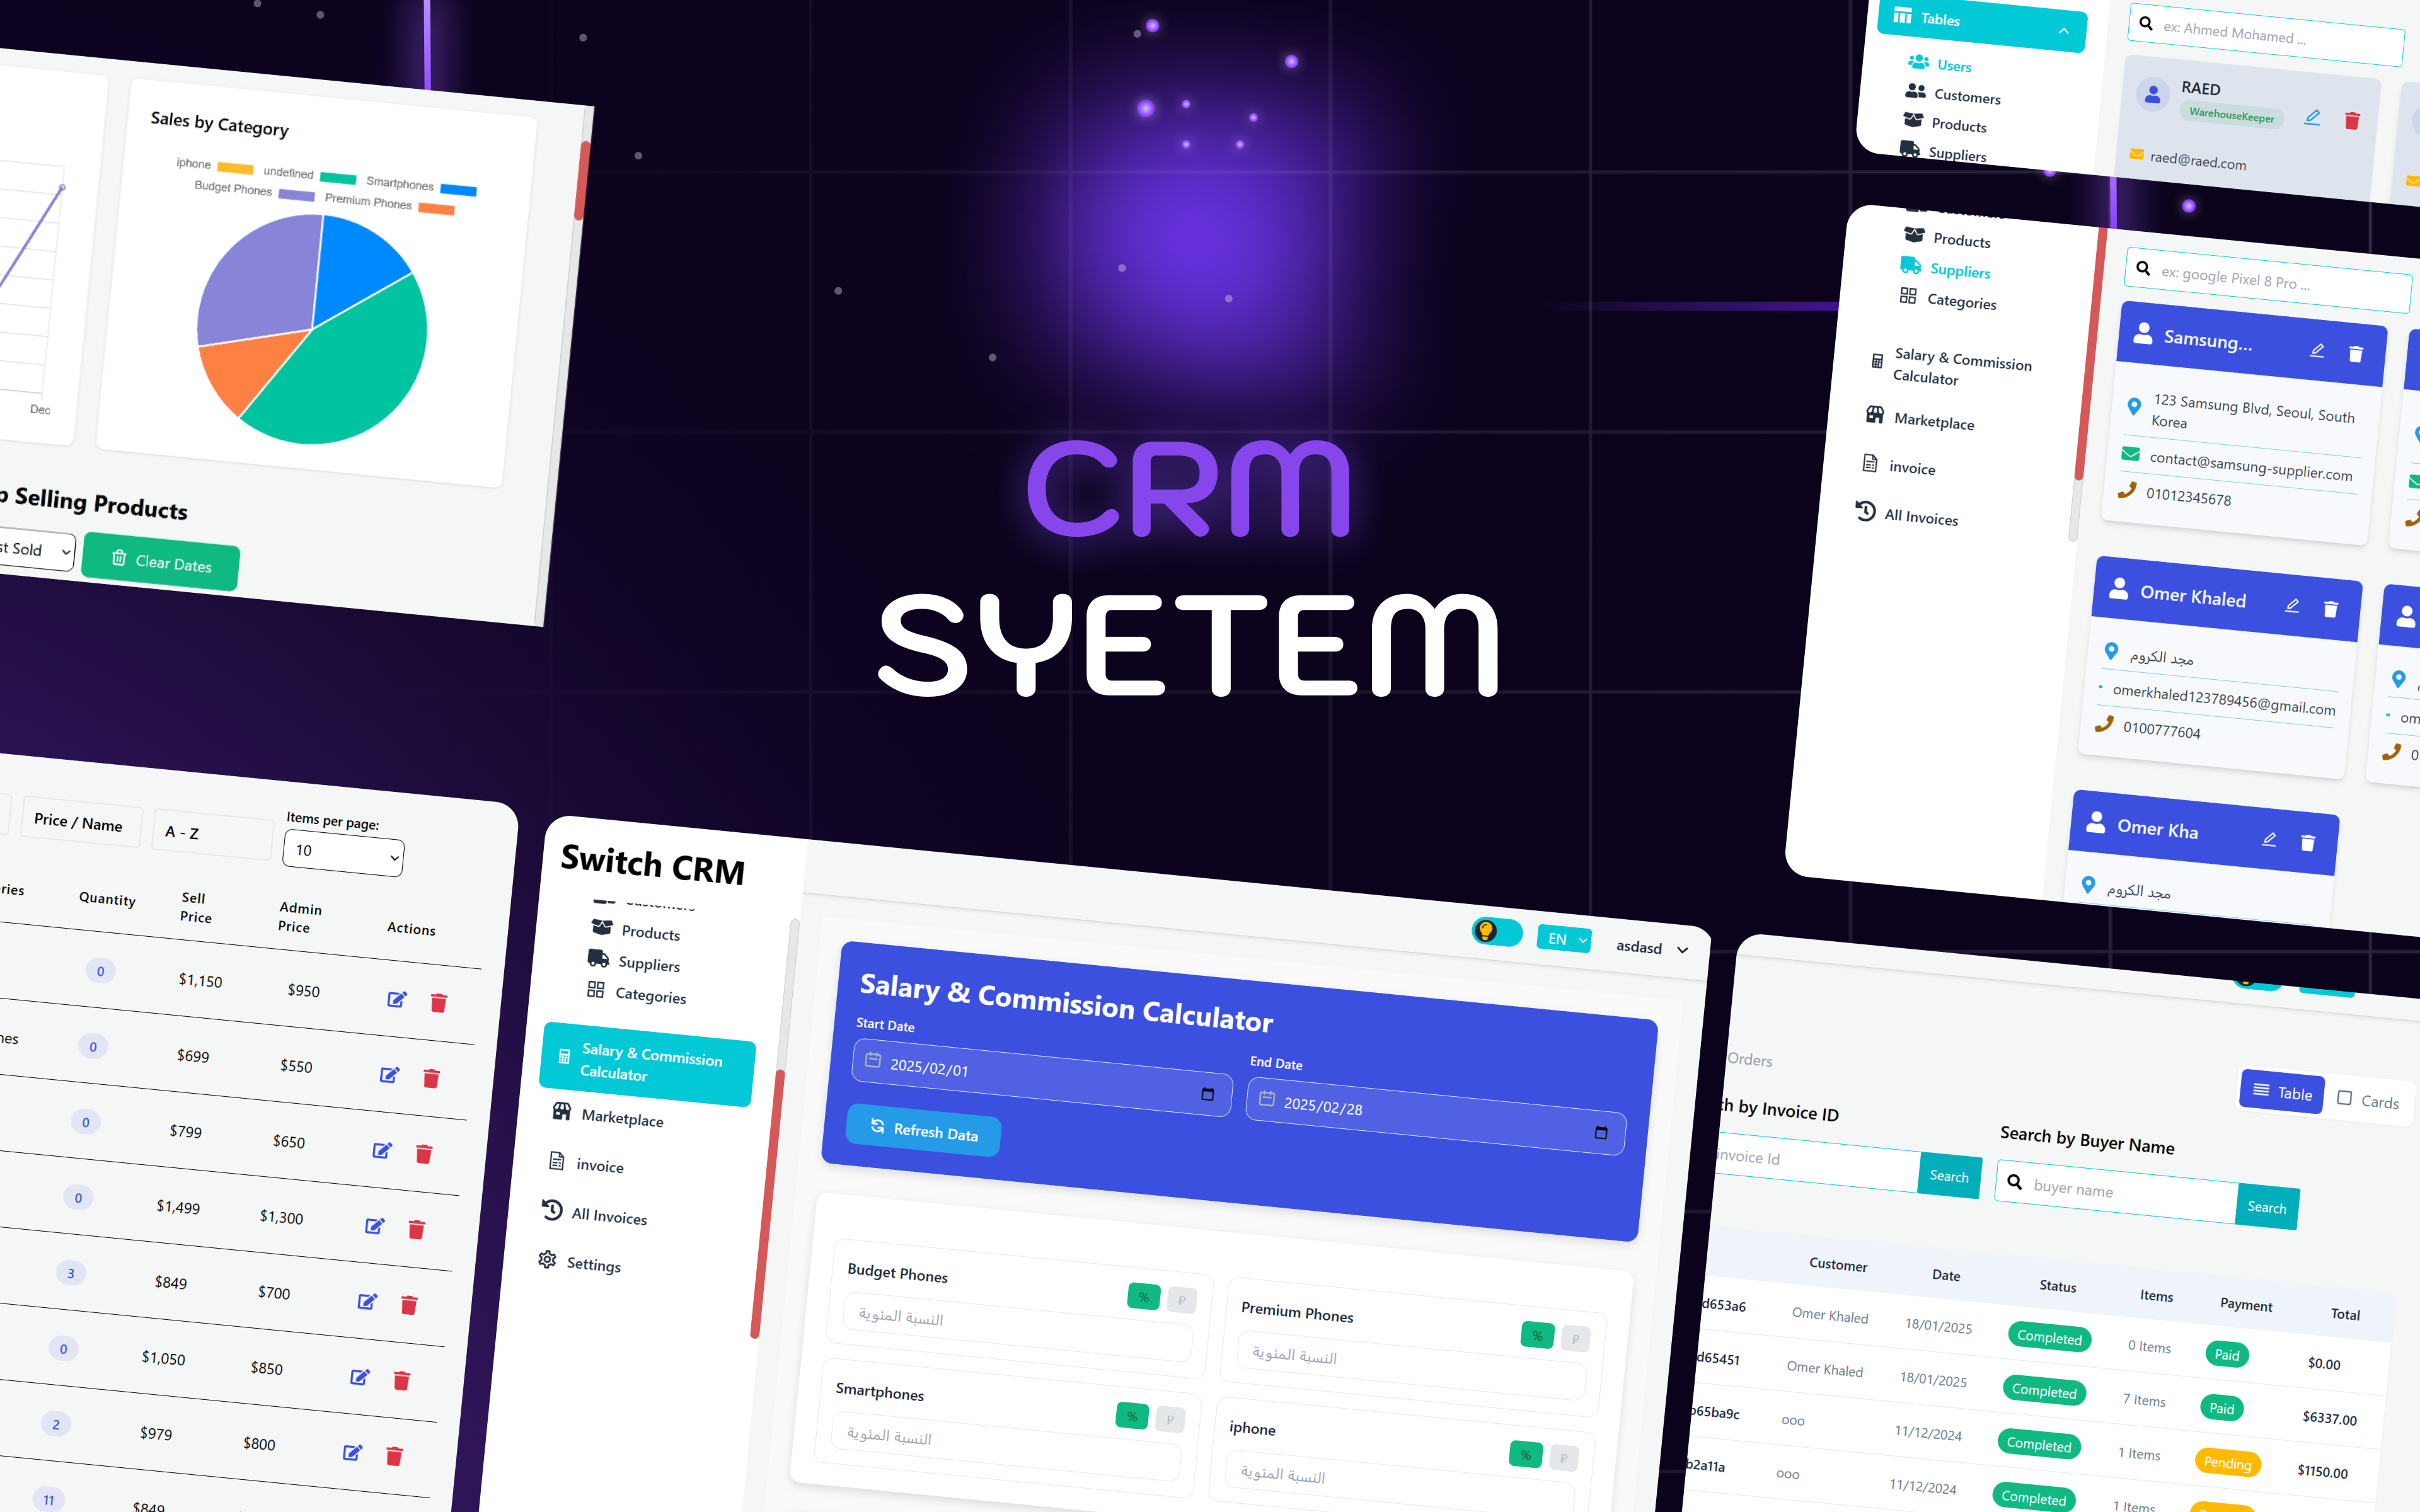 Sales by Category
iphone undefined Smartphones
Budget Phones Premium Phones
Dec
Selling Products
Sold
Clear Dates
CRM
SYETEM
Tables
Users
Customers
Products
Suppliers
ex: Ahmed Mohamed ...
RAED
WarehouseKeeper
raed@raed.com
Products
Suppliers
Categories
Salary & Commission
Calculator
Marketplace
invoice
All Invoices
ex: google Pixel 8 Pro ...
Samsung...
123 Samsung Blvd, Seoul, South
Korea
contact@samsung-supplier.com
01012345678
Omer Khaled
مجد الكروم
omerkhaled123789456@gmail.com
0100777604
Omer Kha
مجد الكروم
Price / Name
A - Z
Items per page:
10
Quantity
Sell
Price
Admin
Price
Actions
0 $1,150 $950
0 $699 $550
0 $799 $650
0 $1,499 $1,300
3 $849 $700
0 $1,050 $850
2 $979 $800
11 $849
Switch CRM
Customers
Products
Suppliers
Categories
Salary & Commission
Calculator
Marketplace
invoice
All Invoices
Settings
EN
asdasd
Salary & Commission Calculator
Start Date
2025/02/01
End Date
2025/02/28
Refresh Data
Budget Phones
% ₽
النسبة المئوية
Premium Phones
% ₽
النسبة المئوية
Smartphones
% ₽
النسبة المئوية
iphone
% ₽
النسبة المئوية
Orders
Table
Cards
by Invoice ID
invoice Id
Search
Search by Buyer Name
buyer name
Search
Customer Date Status Items Payment Total
d653a6 Omer Khaled 18/01/2025 Completed 0 Items Paid $0.00
d65451 Omer Khaled 18/01/2025 Completed 7 Items Paid $6337.00
65ba9c ooo 11/12/2024 Completed 1 Items Pending $1150.00
b2a11a ooo 11/12/2024 Completed 1 Items